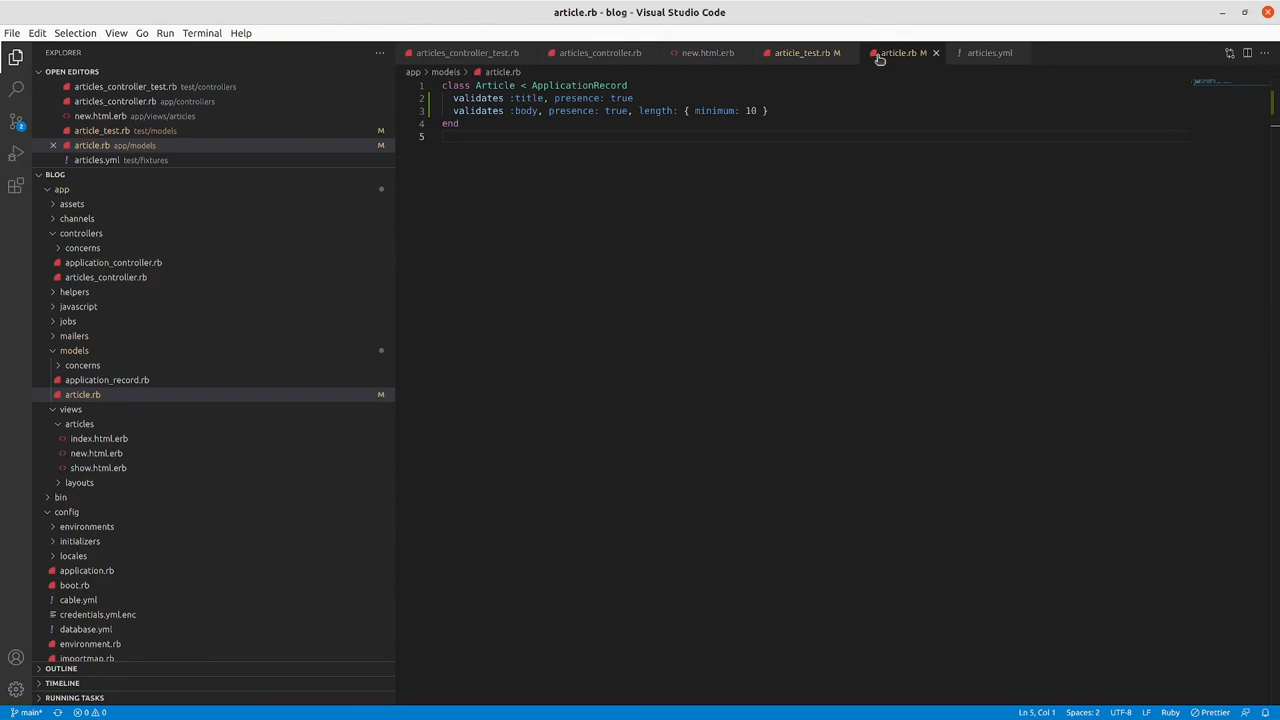 article.rb - blog - Visual Studio Code
File Edit Selection View Go Run Terminal Help
EXPLORER
OPEN EDITORS
articles_controller_test.rb test/controllers
articles_controller.rb app/controllers
new.html.erb app/views/articles
article_test.rb test/models M
article.rb app/models M
articles.yml test/fixtures
BLOG
app
assets
channels
controllers
concerns
application_controller.rb
articles_controller.rb
helpers
javascript
jobs
mailers
models
concerns
application_record.rb
article.rb M
views
articles
index.html.erb
new.html.erb
show.html.erb
layouts
bin
config
environments
initializers
locales
application.rb
boot.rb
cable.yml
credentials.yml.enc
database.yml
environment.rb
importmap.rb
OUTLINE
TIMELINE
RUNNING TASKS
articles_controller_test.rb articles_controller.rb new.html.erb article_test.rb M article.rb M articles.yml
app > models > article.rb
1 class Article < ApplicationRecord
2 validates :title, presence: true
3 validates :body, presence: true, length: { minimum: 10 }
4 end
5
2
main* 0 0 Ln 5, Col 1 Spaces: 2 UTF-8 LF Ruby Prettier